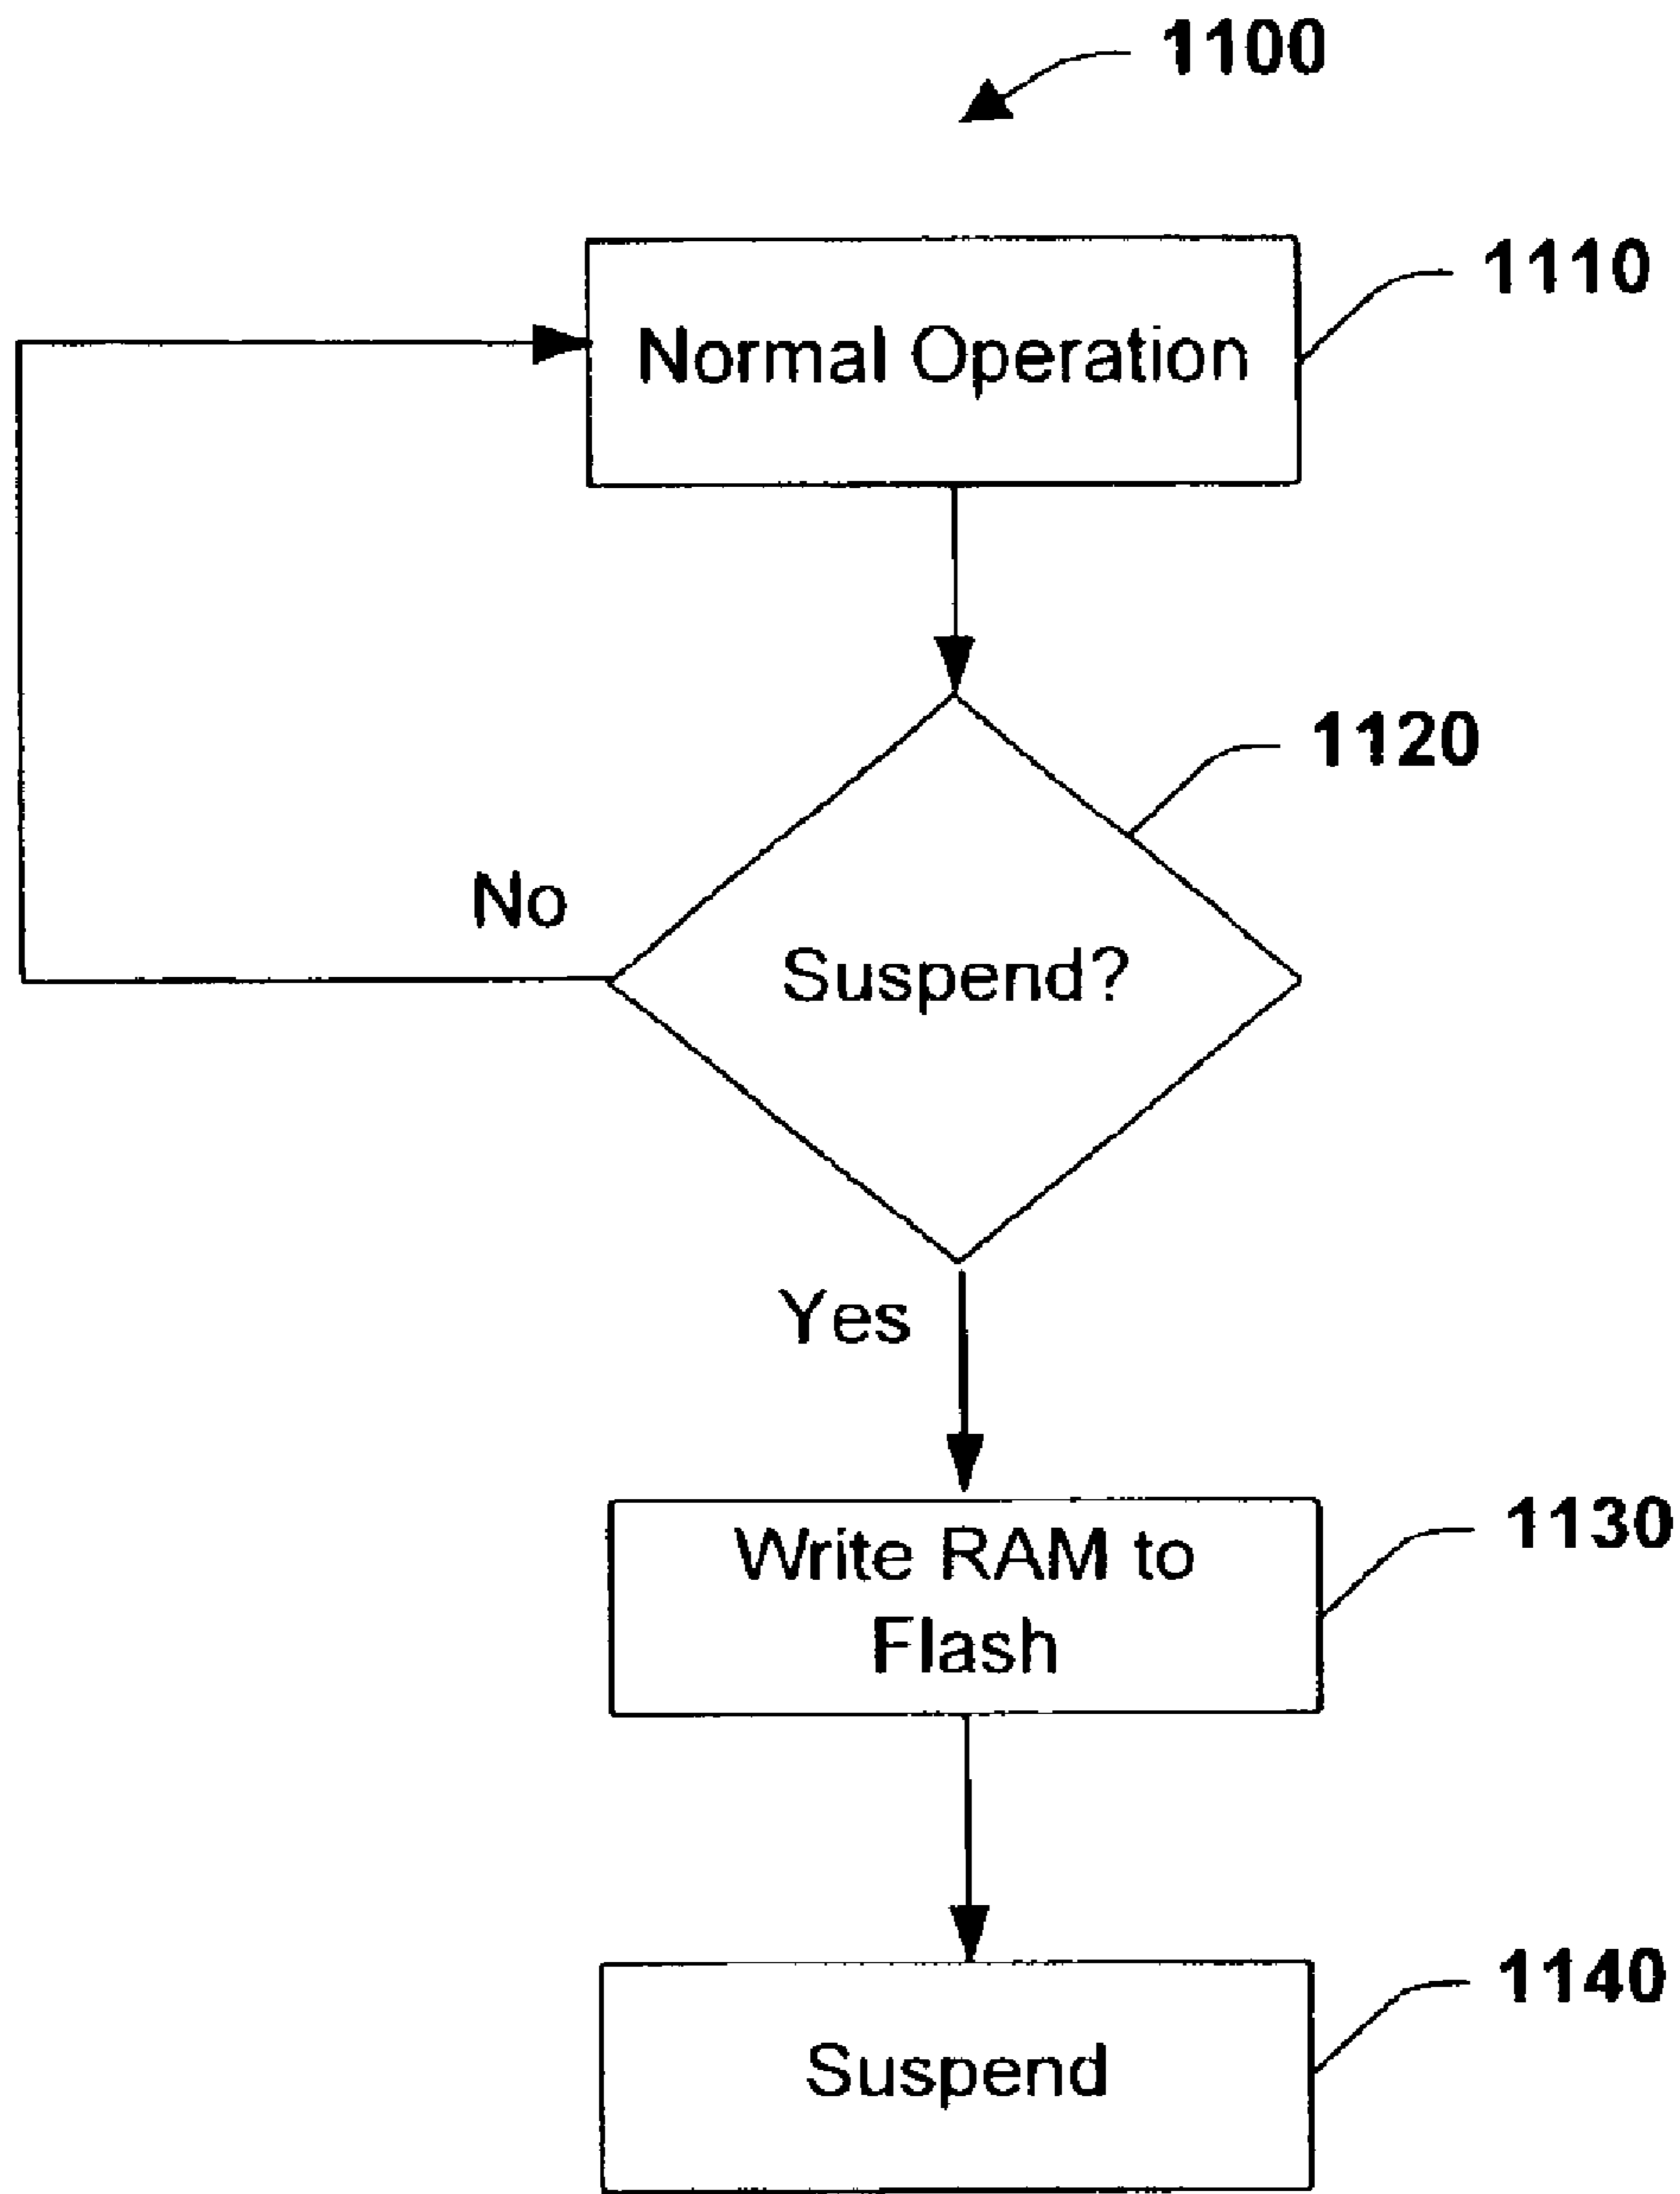 1100
Normal Operation
1110
1120
No
Suspend?
Yes
Write RAM to
Flash
1130
Suspend
1140